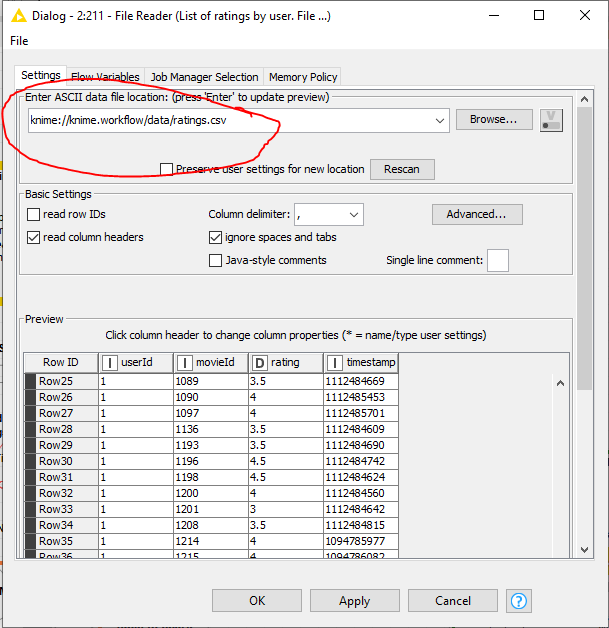 Dialog - 2:211 - File Reader (List of ratings by user. File ...)
File
Settings Flow Variables Job Manager Selection Memory Policy
Enter ASCII data file location: (press 'Enter' to update preview)
knime://knime.workflow/data/ratings.csv Browse... V
Preserve user settings for new location Rescan
Basic Settings
read row IDs Column delimiter: , Advanced...
read column headers ignore spaces and tabs
Java-style comments Single line comment:
Preview
Click column header to change column properties (* = name/type user settings)
Row ID I userId I movieId D rating I timestamp
Row25 1 1089 3.5 1112484669
Row26 1 1090 4 1112485453
Row27 1 1097 4 1112485701
Row28 1 1136 3.5 1112484609
Row29 1 1193 3.5 1112484690
Row30 1 1196 4.5 1112484742
Row31 1 1198 4.5 1112484624
Row32 1 1200 4 1112484560
Row33 1 1201 3 1112484642
Row34 1 1208 3.5 1112484815
Row35 1 1214 4 1094785977
Row36 1 1215 4 1094786082
OK Apply Cancel ?